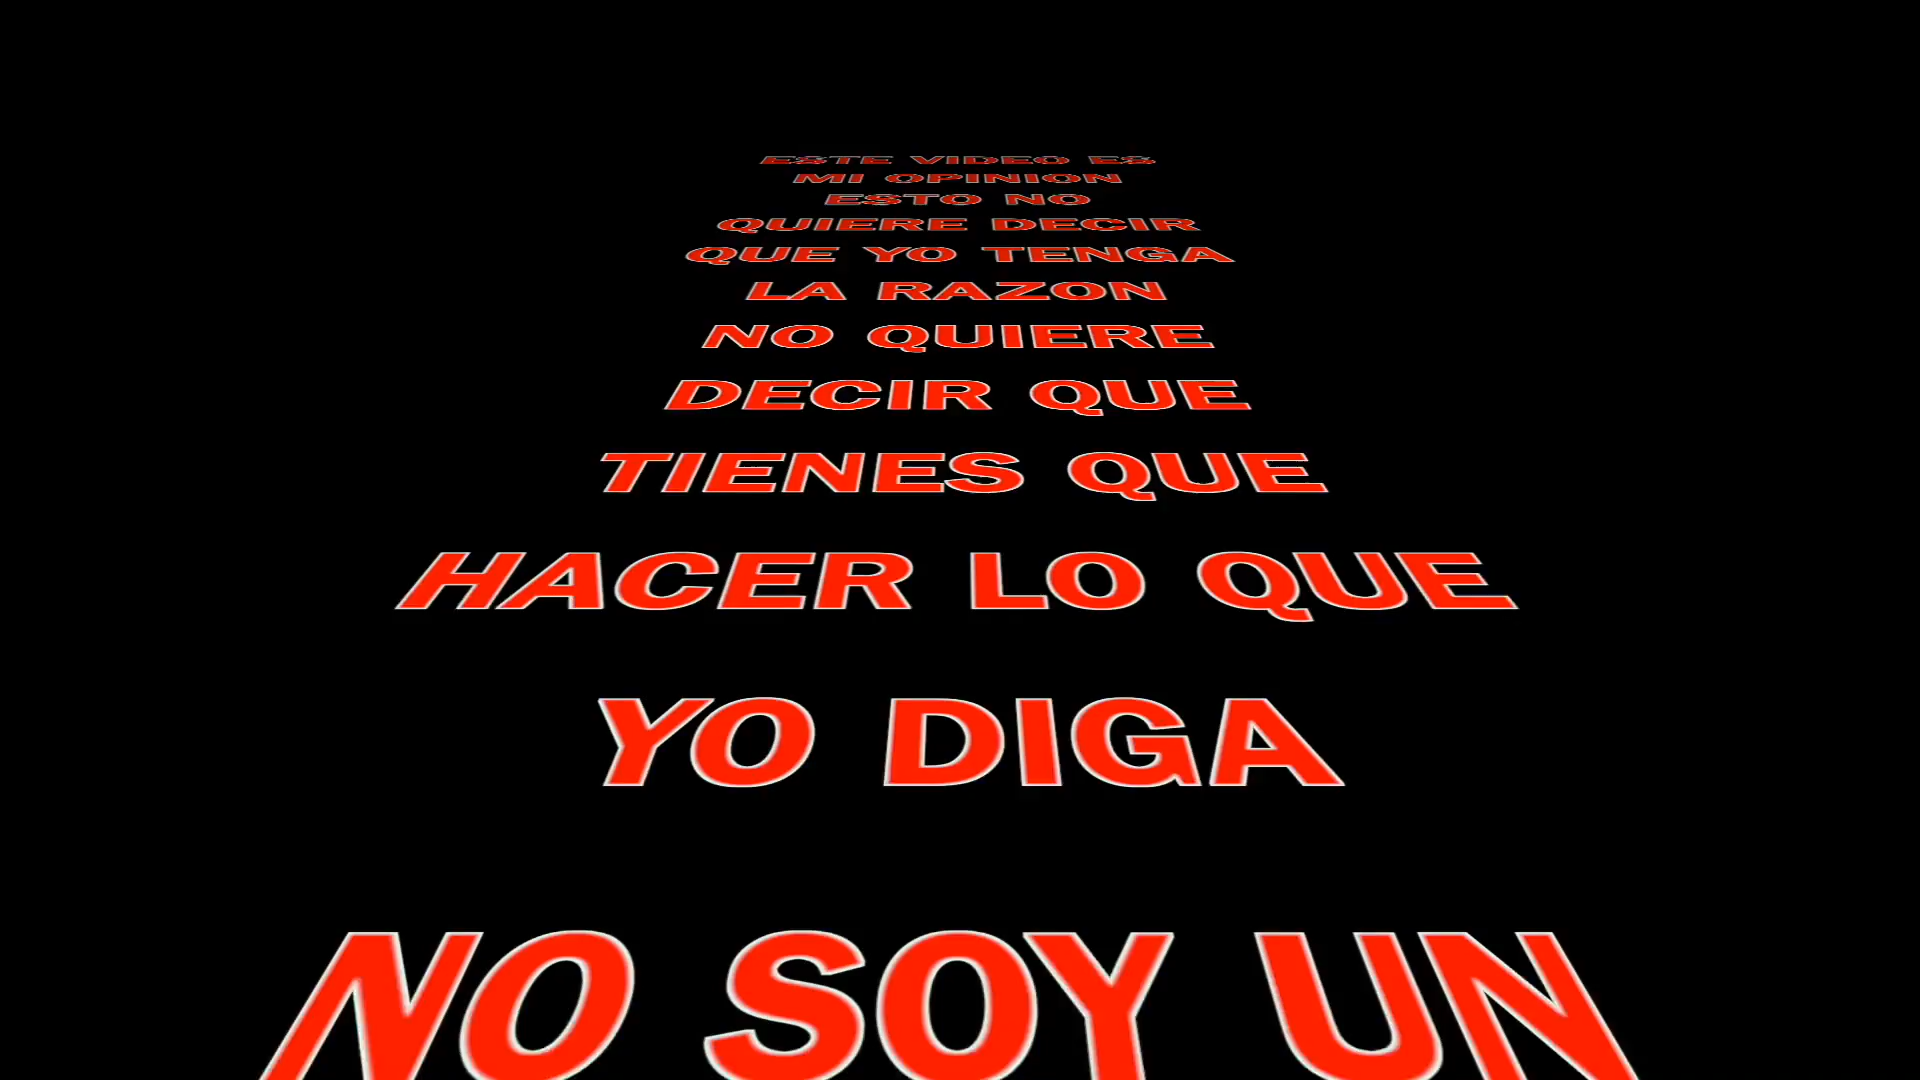 ESTE VIDEO ES
MI OPINION
ESTO NO
QUIERE DECIR
QUE YO TENGA
LA RAZON
NO QUIERE
DECIR QUE
TIENES QUE
HACER LO QUE
YO DIGA
NO SOY UN